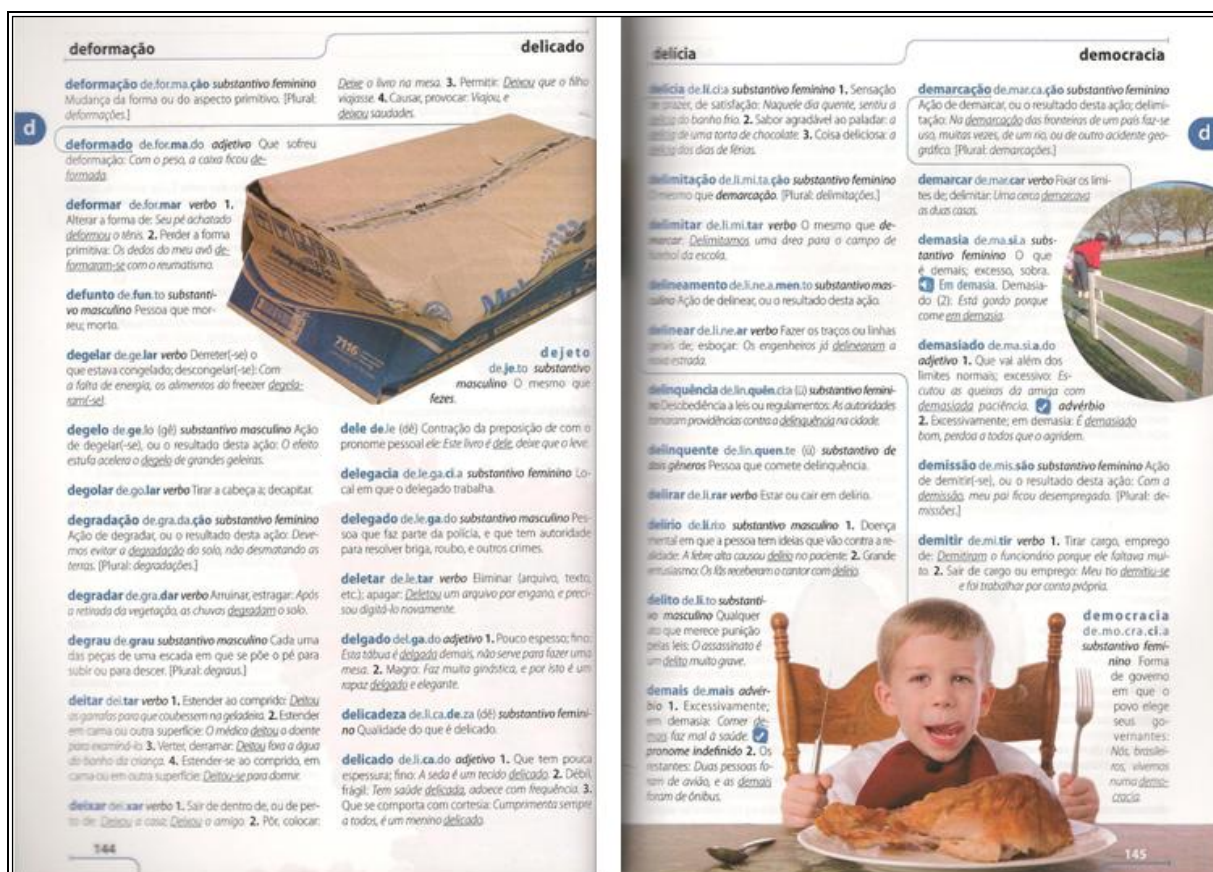 deformação
delicado
d
deformação de.for.ma.ção substantivo feminino
Mudança da forma ou do aspecto primitivo. [Plural:
deformações.]
deformado de.for.ma.do adjetivo Que sofreu
deformação: Com o peso, a caixa ficou de-
formada.
deformar de.for.mar verbo 1.
Alterar a forma de: Seu pé achatado
deformou o tênis. 2. Perder a forma
primitiva: Os dedos do meu avô de-
formaram-se com o reumatismo.
defunto de.fun.to substanti-
vo masculino Pessoa que mor-
reu; morto.
degelar de.ge.lar verbo Derreter(-se) o
que estava congelado; descongelar(-se): Com
a falta de energia, os alimentos do freezer degela-
ram(-se).
degelo de.ge.lo (gê) substantivo masculino Ação
de degelar(-se), ou o resultado desta ação: O efeito
estufa acelera o degelo de grandes geleiras.
degolar de.go.lar verbo Tirar a cabeça a; decapitar.
degradação de.gra.da.ção substantivo feminino
Ação de degradar, ou o resultado desta ação: Deve-
mos evitar a degradação do solo, não desmatando as
terras. [Plural: degradações.]
degradar de.gra.dar verbo Arruinar, estragar: Após
a retirada da vegetação, as chuvas degradam o solo.
degrau de.grau substantivo masculino Cada uma
das peças de uma escada em que se põe o pé para
subir ou para descer. [Plural: degraus.]
deitar dei.tar verbo 1. Estender ao comprido: Deitou
as garrafas para que coubessem na geladeira. 2. Estender
em cama ou outra superfície: O médico deitou o doente
para examiná-lo. 3. Verter, derramar: Deitou fora a água
do banho da criança. 4. Estender-se ao comprido, em
cama ou em outra superfície: Deitou-se para dormir.
deixar dei.xar verbo 1. Sair de dentro de, ou de per-
to de: Deixou a casa; Deixou o amigo. 2. Pôr, colocar:
Deixe o livro na mesa. 3. Permitir: Deixou que o filho
viajasse. 4. Causar, provocar: Viajou, e
deixou saudades.
7116
dejeto
de.je.to substantivo
masculino O mesmo que
fezes.
dele de.le (dê) Contração da preposição de com o
pronome pessoal ele: Este livro é dele, deixe que o leve.
delegacia de.le.ga.ci.a substantivo feminino Lo-
cal em que o delegado trabalha.
delegado de.le.ga.do substantivo masculino Pes-
soa que faz parte da polícia, e que tem autoridade
para resolver briga, roubo, e outros crimes.
deletar de.le.tar verbo Eliminar (arquivo, texto,
etc.); apagar: Deletou um arquivo por engano, e preci-
sou digitá-lo novamente.
delgado del.ga.do adjetivo 1. Pouco espesso; fino:
Esta tábua é delgada demais, não serve para fazer uma
mesa. 2. Magro: Faz muita ginástica, e por isto é um
rapaz delgado e elegante.
delicadeza de.li.ca.de.za (dê) substantivo femini-
no Qualidade do que é delicado.
delicado de.li.ca.do adjetivo 1. Que tem pouca
espessura; fino: A seda é um tecido delicado. 2. Débil,
frágil: Tem saúde delicada, adoece com frequência. 3.
Que se comporta com cortesia: Cumprimenta sempre
a todos, é um menino delicado.
144
delícia
democracia
d
delícia de.lí.ci:a substantivo feminino 1. Sensação
de prazer, de satisfação: Naquele dia quente, sentiu a
delícia do banho frio. 2. Sabor agradável ao paladar: a
delícia de uma torta de chocolate. 3. Coisa deliciosa: a
delícia dos dias de férias.
delimitação de.li.mi.ta.ção substantivo feminino
O mesmo que demarcação. [Plural: delimitações.]
delimitar de.li.mi.tar verbo O mesmo que de-
marcar: Delimitamos uma área para o campo de
futebol da escola.
delineamento de.li.ne.a.men.to substantivo mas-
culino Ação de delinear, ou o resultado desta ação.
delinear de.li.ne.ar verbo Fazer os traços ou linhas
gerais de; esboçar: Os engenheiros já delinearam a
nova estrada.
delinquência de.lin.quên.ci:a (ü) substantivo femini-
no Desobediência a leis ou regulamentos: As autoridades
tomaram providências contra a delinquência na cidade.
delinquente de.lin.quen.te (ü) substantivo de
dois gêneros Pessoa que comete delinquência.
delirar de.li.rar verbo Estar ou cair em delírio.
delírio de.lí.ri:o substantivo masculino 1. Doença
mental em que a pessoa tem ideias que vão contra a re-
alidade: A febre alta causou delírio no paciente. 2. Grande
entusiasmo: Os fãs receberam o cantor com delírio.
delito de.li.to substanti-
vo masculino Qualquer
ato que merece punição
pelas leis: O assassinato é
um delito muito grave.
demais de.mais advér-
bio 1. Excessivamente;
em demasia: Comer de-
mais faz mal à saúde.
pronome indefinido 2. Os
restantes: Duas pessoas fo-
ram de avião, e as demais
foram de ônibus.
demarcação de.mar.ca.ção substantivo feminino
Ação de demarcar, ou o resultado desta ação; delimi-
tação: Na demarcação das fronteiras de um país faz-se
uso, muitas vezes, de um rio, ou de outro acidente geo-
gráfico. [Plural: demarcações.]
demarcar de.mar.car verbo Fixar os limi-
tes de; delimitar: Uma cerca demarcava
as duas casas.
demasia de.ma.si.a subs-
tantivo feminino O que
é demais; excesso, sobra.
Em demasia. Demasia-
do (2): Está gordo porque
come em demasia.
demasiado de.ma.si.a.do
adjetivo 1. Que vai além dos
limites normais; excessivo: Es-
cutou as queixas da amiga com
demasiada paciência. advérbio
2. Excessivamente; em demasia: É demasiado
bom, perdoa a todos que o agridem.
demissão de.mis.são substantivo feminino Ação
de demitir(-se), ou o resultado desta ação: Com a
demissão, meu pai ficou desempregado. [Plural: de-
missões.]
demitir de.mi.tir verbo 1. Tirar cargo, emprego
de: Demitiram o funcionário porque ele faltava mui-
to. 2. Sair de cargo ou emprego: Meu tio demitiu-se
e foi trabalhar por conta própria.
democracia
de.mo.cra.ci.a
substantivo femi-
nino Forma
de governo
em que o
povo elege
seus go-
vernantes:
Nós, brasilei-
ros, vivemos
numa demo-
cracia.
145